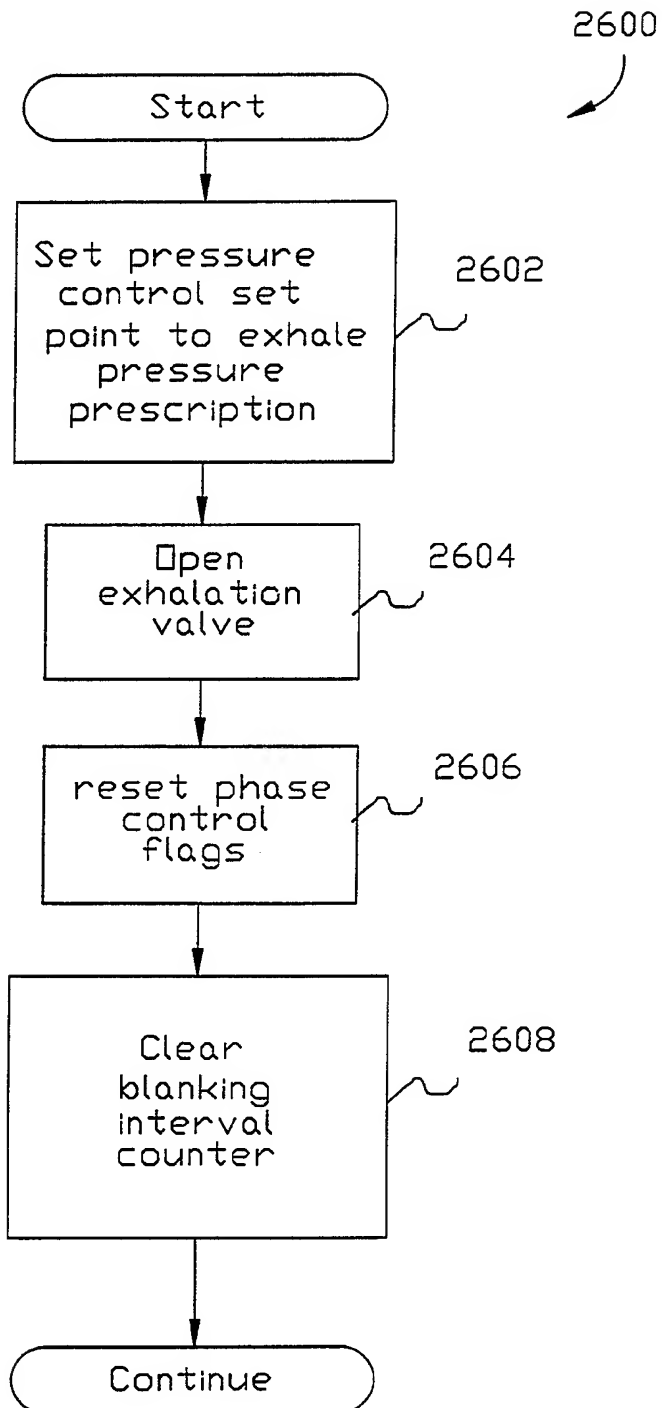 2600
Start
Set pressure
control set
point to exhale
pressure
prescription
2602
Open
exhalation
valve
2604
reset phase
control
flags
2606
Clear
blanking
interval
counter
2608
Continue